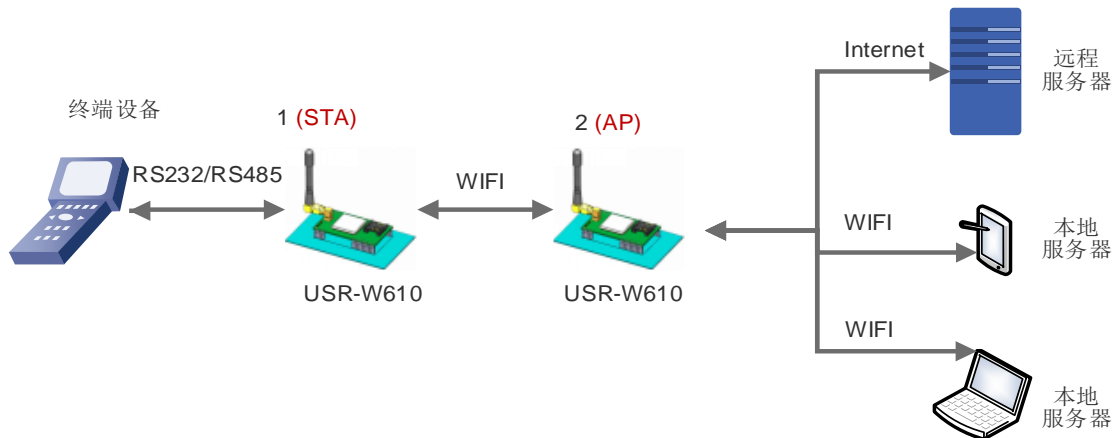 终端设备
RS232/RS485
1 (STA)
USR-W610
WIFI
2 (AP)
USR-W610
Internet
远程
服务器
WIFI
本地
服务器
WIFI
本地
服务器